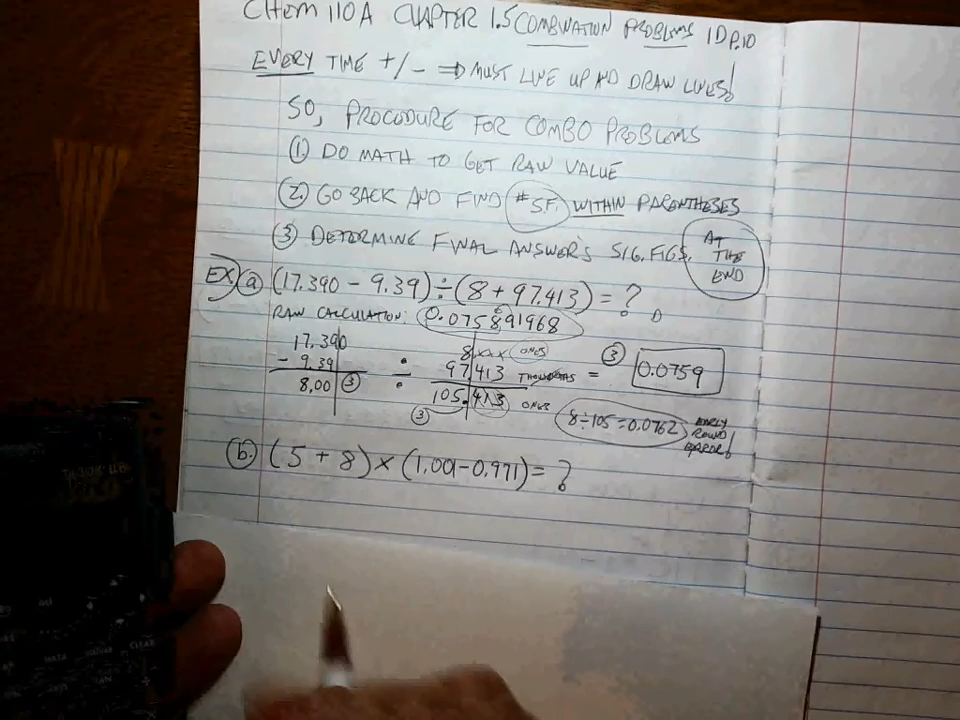 CHEM 110A CHAPTER 1.5 COMBINATION PROBLEMS 1D P.10
EVERY TIME +/- ⇒ MUST LINE UP AND DRAW LINES!
SO, PROCODURE FOR COMBO PROBLEMS
① DO MATH TO GET RAW VALUE
②. GO BACK AND FIND # S.F. WITHIN PARENTHESES
③ DETERMINE FINAL ANSWER'S SIG. FIGS. AT THE END
EX) ⓐ (17.390 - 9.39) ÷ (8 + 97.413) = ?
RAW CALCULATION: 0.075891968
17.390
- 9.39
8.00 ③
÷
8 xxx ONES
97.413
105.413 ONES
③
= ③ 0.0759
8÷105 = 0.0762 EARLY ROUND ERROR!
ⓑ. (5 + 8) × (1.001 - 0.971) = ?